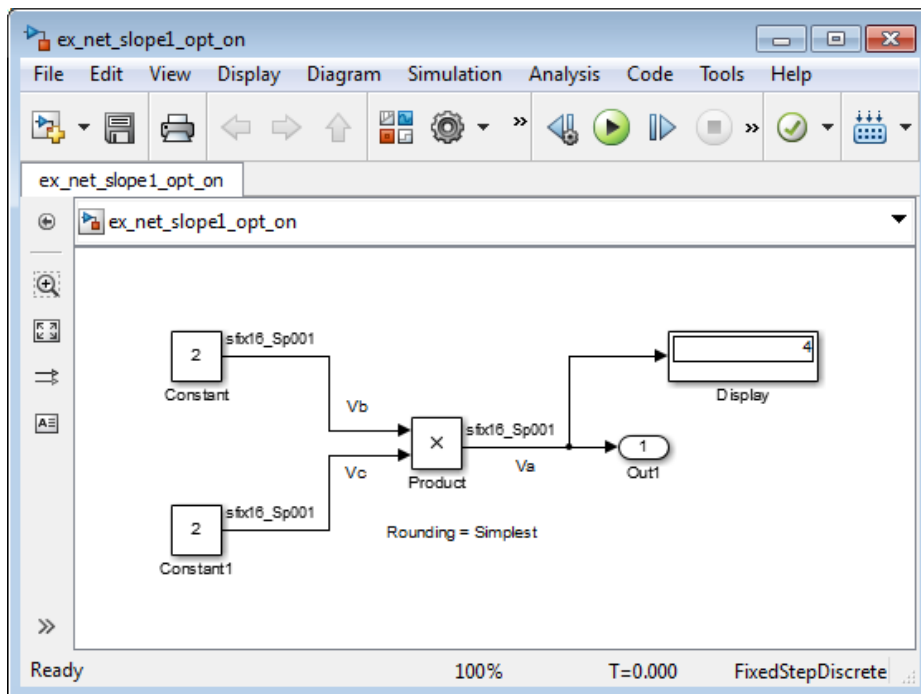 ex_net_slope1_opt_on
File Edit View Display Diagram Simulation Analysis Code Tools Help
ex_net_slope1_opt_on
ex_net_slope1_opt_on
sfix16_Sp001
2
Constant
Vb
4
Display
×
sfix16_Sp001
Product
Va
1
Out1
Vc
sfix16_Sp001
2
Constant1
Rounding = Simplest
Ready 100% T=0.000 FixedStepDiscrete